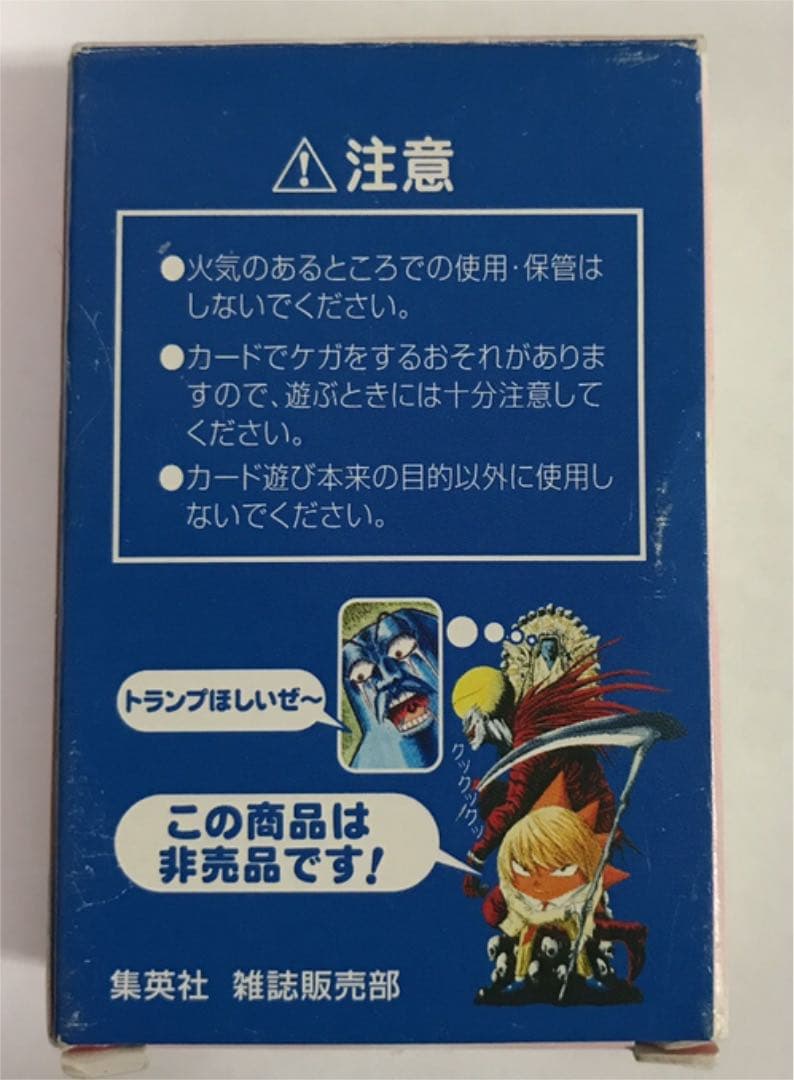 注意
●火気のあるところでの使用・保管は
しないでください。
●カードでケガをするおそれがありま
すので、遊ぶときには十分注意して
ください。
●カード遊び本来の目的以外に使用し
ないでください。
トランプほしいぜ～
クックックックッ
この商品は
非売品です!
集英社 雑誌販売部